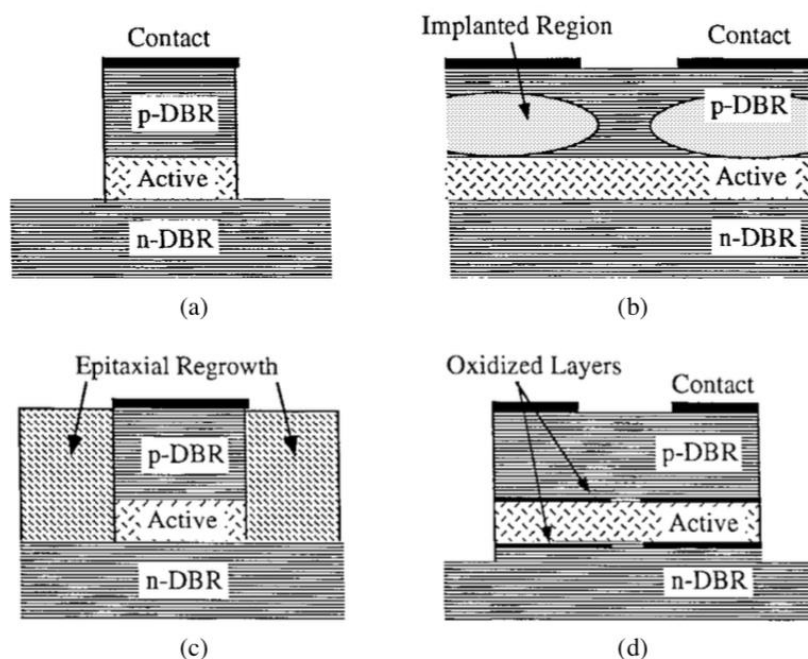 Contact
p-DBR
Active
n-DBR
(a)
Implanted Region
Contact
p-DBR
Active
n-DBR
(b)
Epitaxial Regrowth
p-DBR
Active
n-DBR
(c)
Oxidized Layers
Contact
p-DBR
Active
n-DBR
(d)